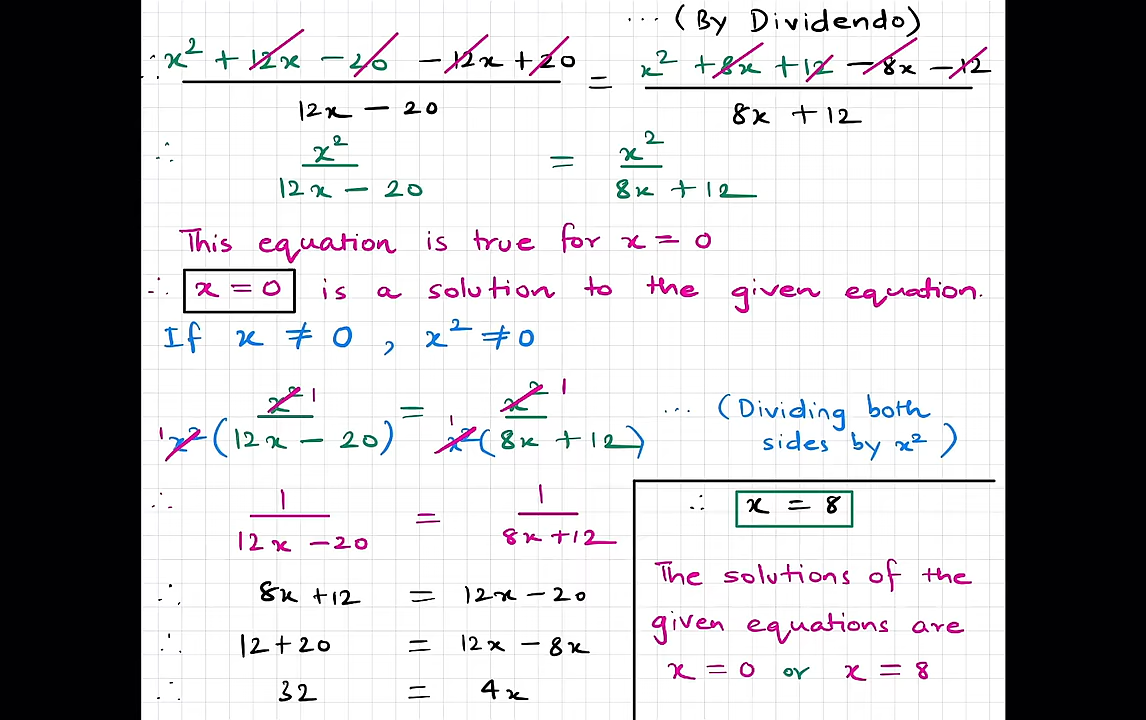 ... (By Dividendo)
∴ (x² + 12x − 20 − 12x + 20)/(12x − 20) = (x² + 8x + 12 − 8x − 12)/(8x + 12)
∴ x²/(12x − 20) = x²/(8x + 12)
This equation is true for x = 0
∴ x = 0 is a solution to the given equation.
If x ≠ 0 , x² ≠ 0
x² 1/1 x²(12x − 20) = x² 1/1 x²(8x + 12) ... (Dividing both
sides by x²)
∴ 1/(12x − 20) = 1/(8x + 12)
∴ 8x + 12 = 12x − 20
∴ 12 + 20 = 12x − 8x
∴ 32 = 4x
∴ x = 8
The solutions of the
given equations are
x = 0 or x = 8